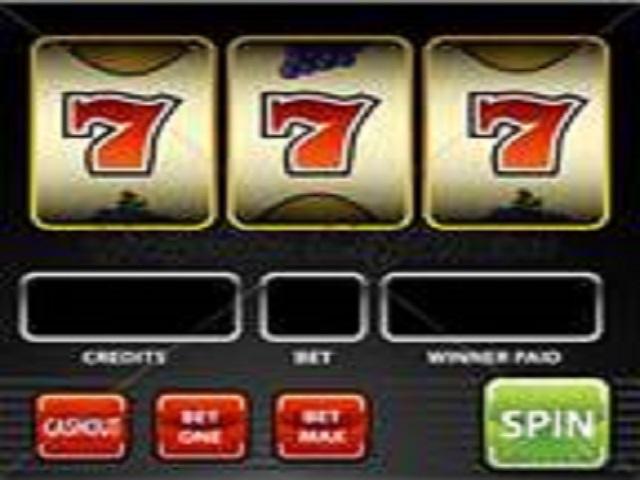 7 7 7
CREDITS BET WINNER PAID
CASHOUT BET ONE BET MAX SPIN